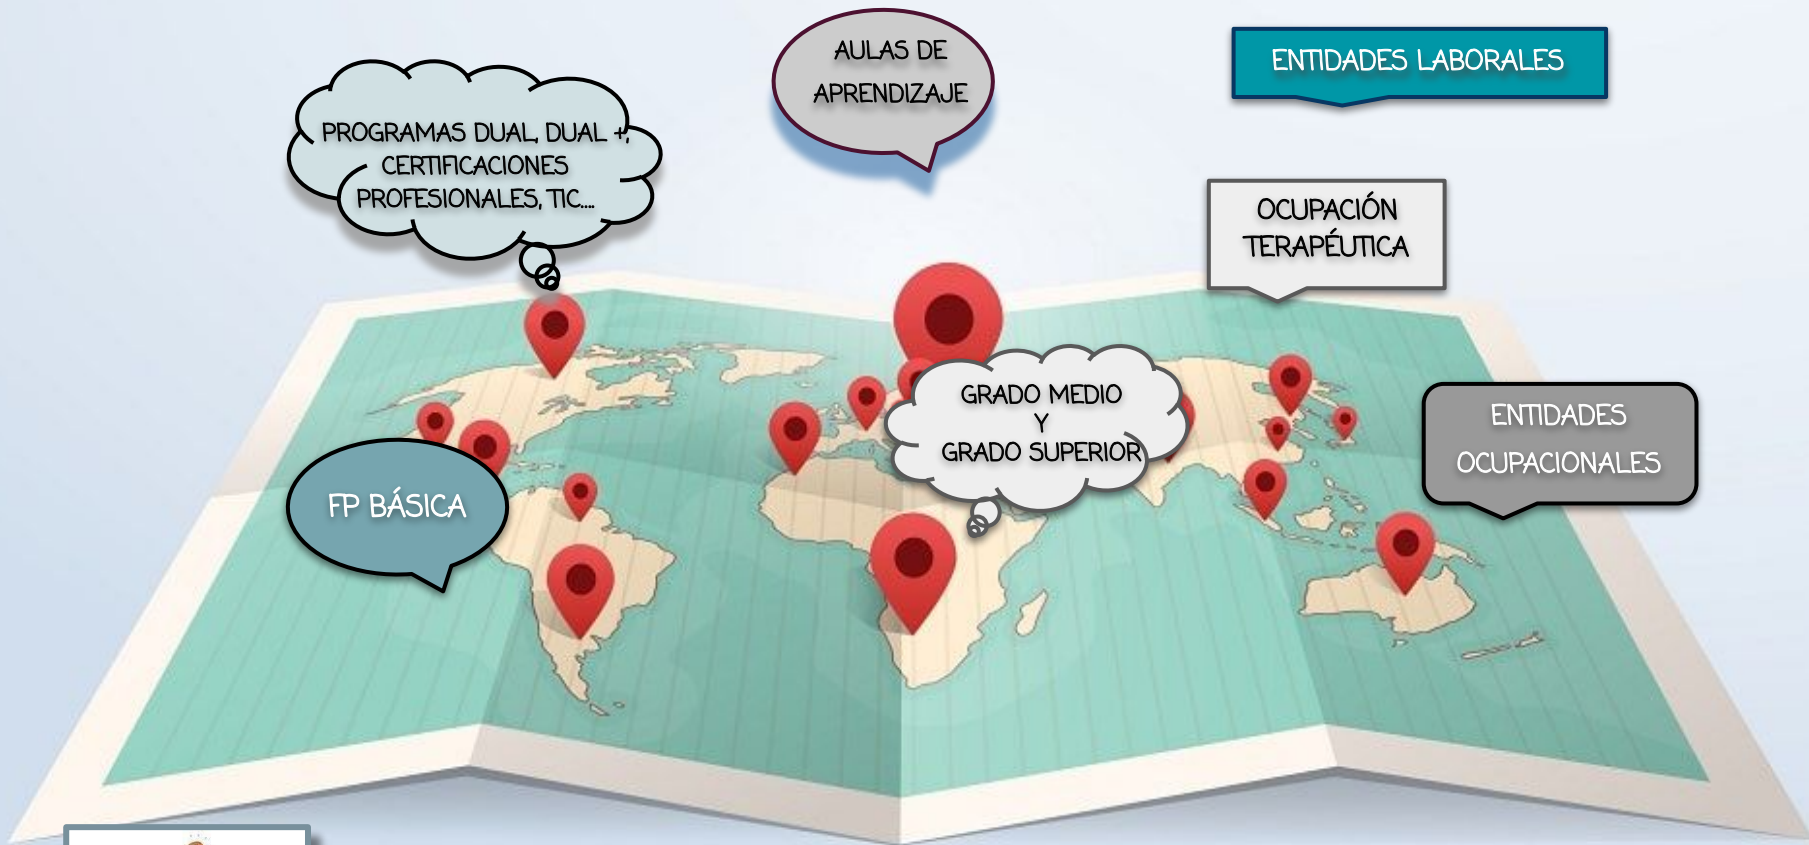 AULAS DE
APRENDIZAJE
ENTIDADES LABORALES
PROGRAMAS DUAL, DUAL +,
CERTIFICACIONES
PROFESIONALES, TIC....
OCUPACIÓN
TERAPÉUTICA
GRADO MEDIO
Y
GRADO SUPERIOR
ENTIDADES
OCUPACIONALES
FP BÁSICA